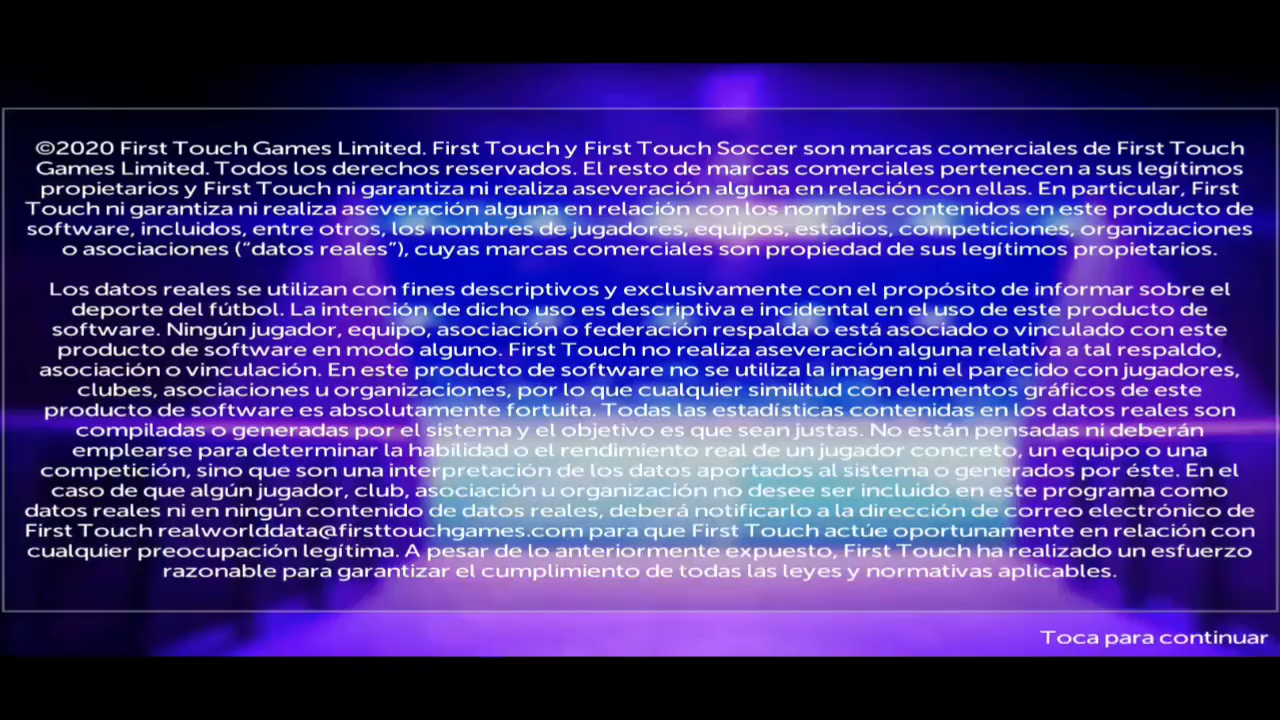 ©2020 First Touch Games Limited. First Touch y First Touch Soccer son marcas comerciales de First Touch
Games Limited. Todos los derechos reservados. El resto de marcas comerciales pertenecen a sus legítimos
propietarios y First Touch ni garantiza ni realiza aseveración alguna en relación con ellas. En particular, First
Touch ni garantiza ni realiza aseveración alguna en relación con los nombres contenidos en este producto de
software, incluidos, entre otros, los nombres de jugadores, equipos, estadios, competiciones, organizaciones
o asociaciones (“datos reales”), cuyas marcas comerciales son propiedad de sus legítimos propietarios.
Los datos reales se utilizan con fines descriptivos y exclusivamente con el propósito de informar sobre el
deporte del fútbol. La intención de dicho uso es descriptiva e incidental en el uso de este producto de
software. Ningún jugador, equipo, asociación o federación respalda o está asociado o vinculado con este
producto de software en modo alguno. First Touch no realiza aseveración alguna relativa a tal respaldo,
asociación o vinculación. En este producto de software no se utiliza la imagen ni el parecido con jugadores,
clubes, asociaciones u organizaciones, por lo que cualquier similitud con elementos gráficos de este
producto de software es absolutamente fortuita. Todas las estadísticas contenidas en los datos reales son
compiladas o generadas por el sistema y el objetivo es que sean justas. No están pensadas ni deberán
emplearse para determinar la habilidad o el rendimiento real de un jugador concreto, un equipo o una
competición, sino que son una interpretación de los datos aportados al sistema o generados por éste. En el
caso de que algún jugador, club, asociación u organización no desee ser incluido en este programa como
datos reales ni en ningún contenido de datos reales, deberá notificarlo a la dirección de correo electrónico de
First Touch realworlddata@firsttouchgames.com para que First Touch actúe oportunamente en relación con
cualquier preocupación legítima. A pesar de lo anteriormente expuesto, First Touch ha realizado un esfuerzo
razonable para garantizar el cumplimiento de todas las leyes y normativas aplicables.
Toca para continuar